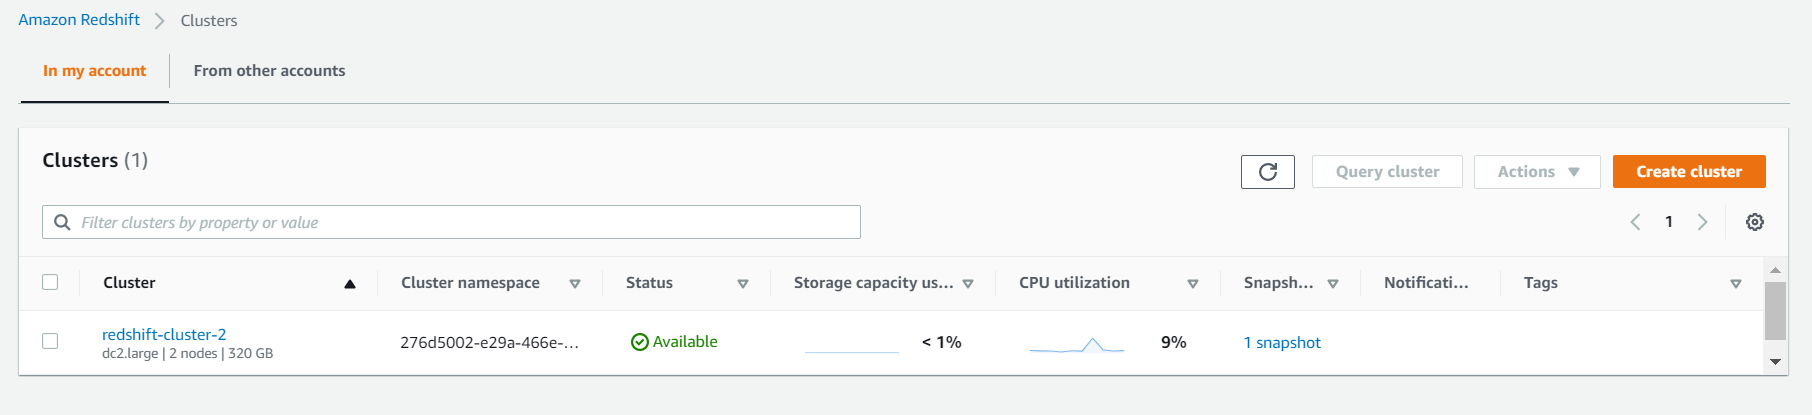 Amazon Redshift > Clusters
In my account From other accounts
Clusters (1)
Query cluster Actions Create cluster
Filter clusters by property or value
1
Cluster Cluster namespace Status Storage capacity us... CPU utilization Snapsh... Notificati... Tags
redshift-cluster-2 276d5002-e29a-466e-... Available < 1% 9% 1 snapshot
dc2.large | 2 nodes | 320 GB